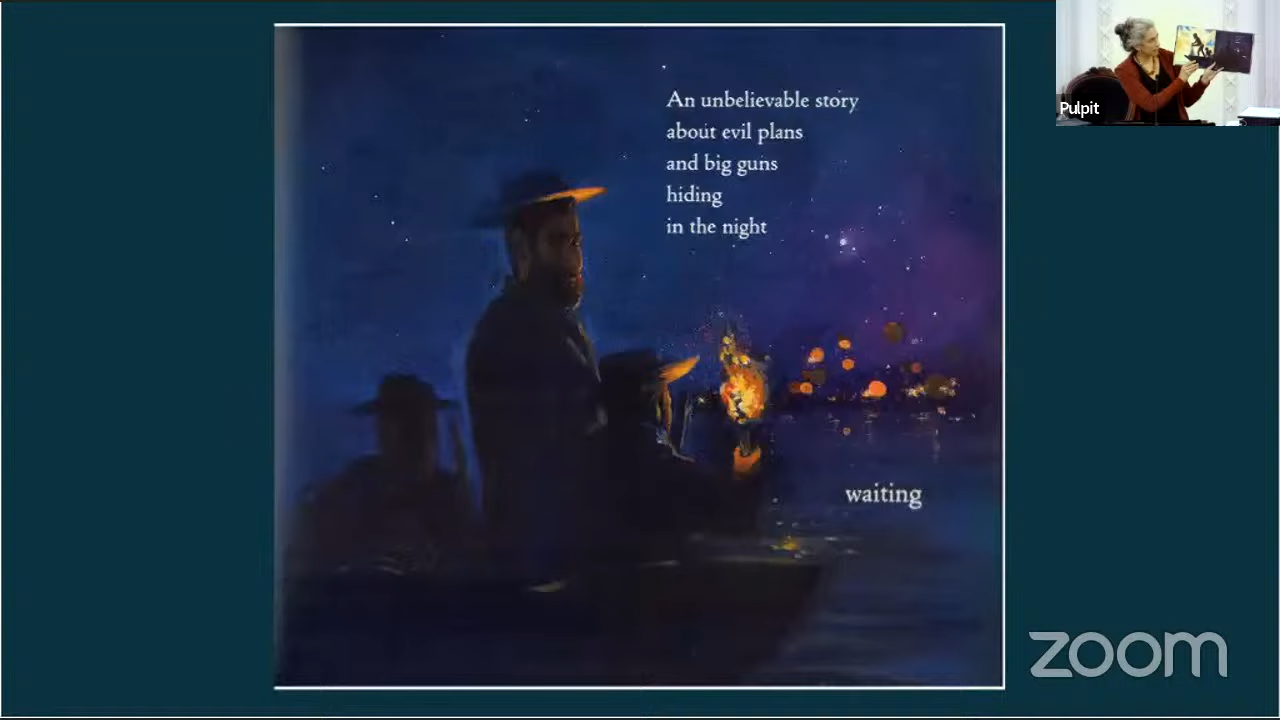 An unbelievable story
about evil plans
and big guns
hiding
in the night
waiting
Pulpit
zoom